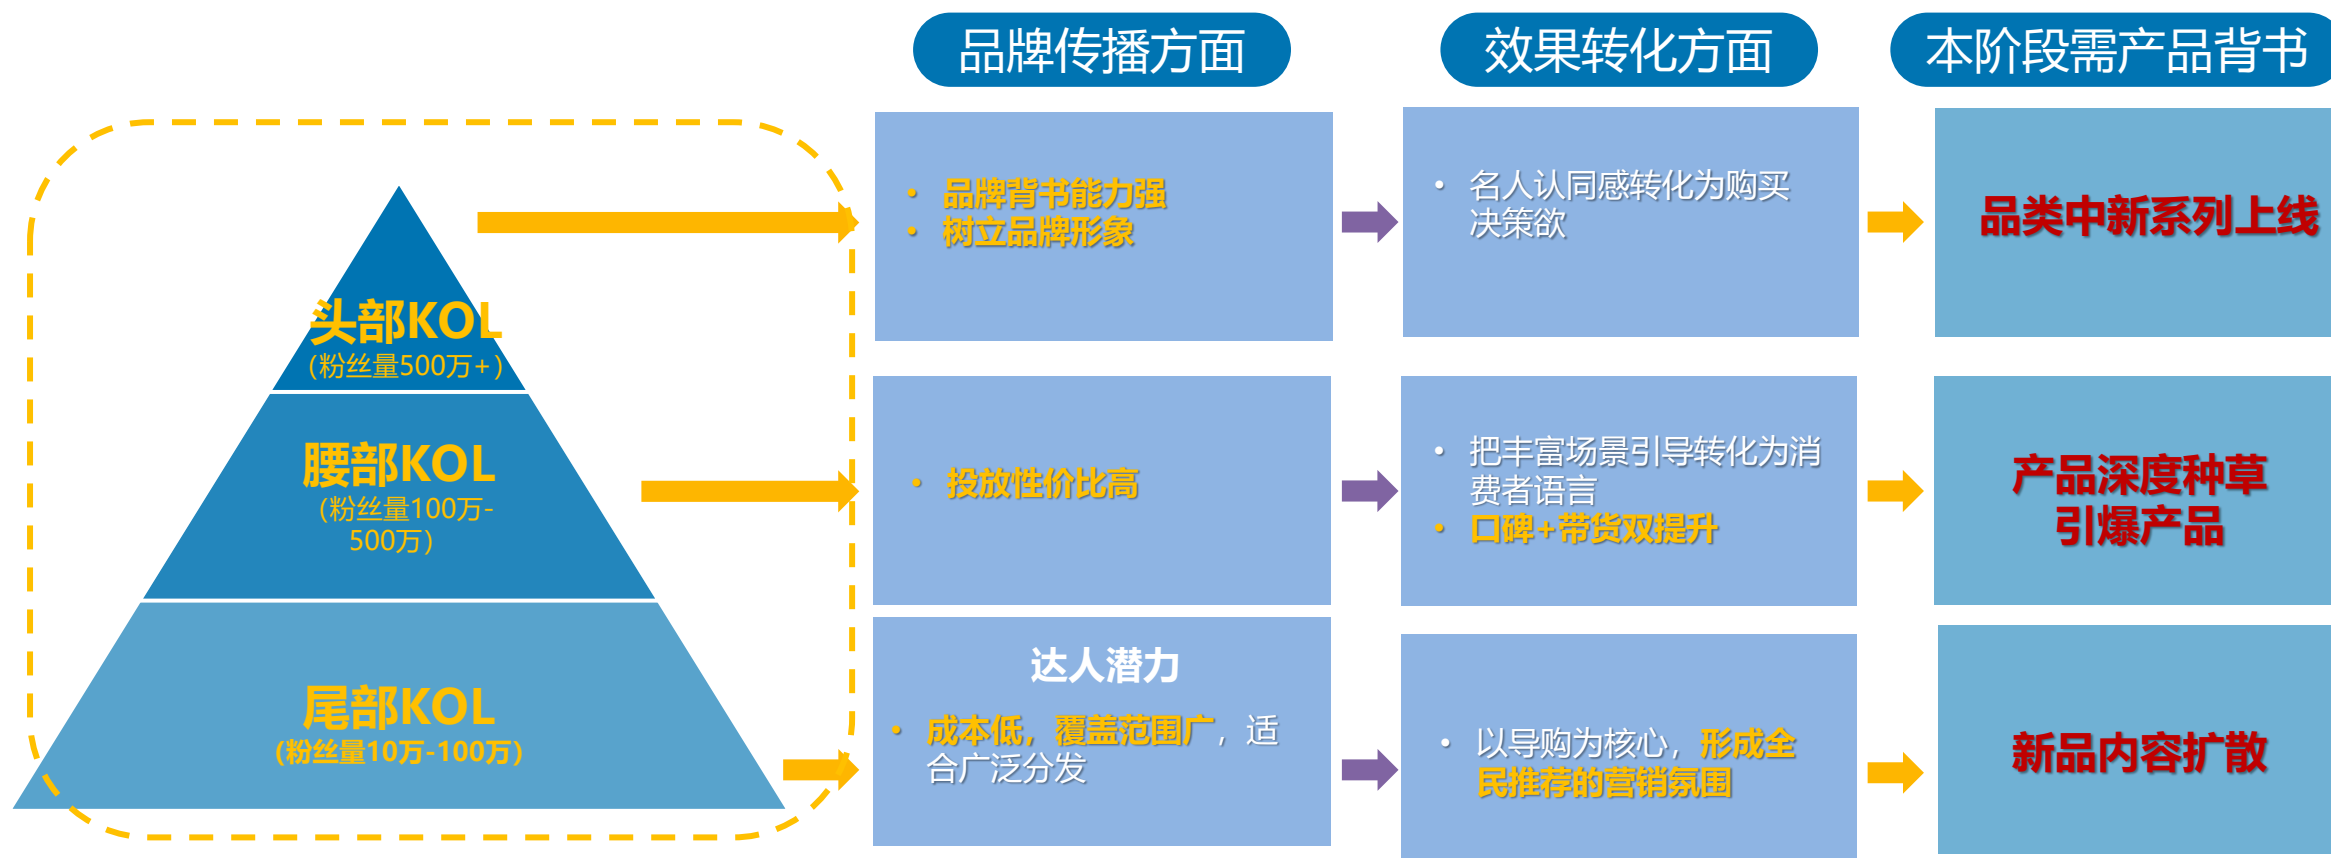 品牌传播方面
效果转化方面
本阶段需产品背书
头部KOL
（粉丝量500万+）
• 品牌背书能力强
• 树立品牌形象
• 名人认同感转化为购买
决策欲
品类中新系列上线
腰部KOL
（粉丝量100万-
500万）
• 投放性价比高
• 把丰富场景引导转化为消
费者语言
• 口碑+带货双提升
产品深度种草
引爆产品
尾部KOL
（粉丝量10万-100万）
达人潜力
• 成本低，覆盖范围广，适
合广泛分发
• 以导购为核心，形成全
民推荐的营销氛围
新品内容扩散